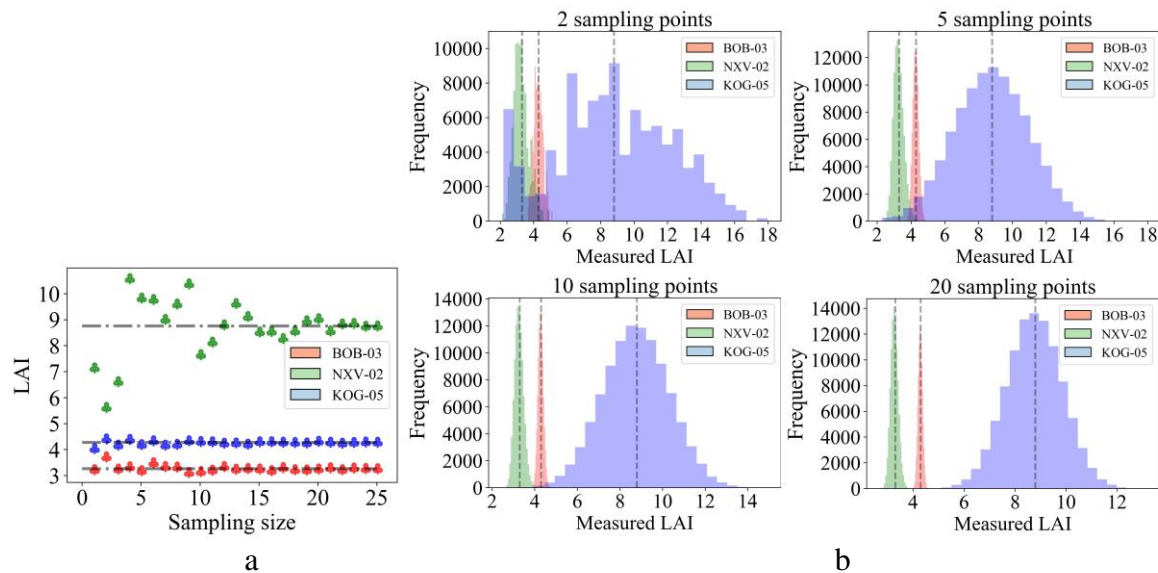 2 sampling points
10000
8000
6000
4000
2000
0
Frequency
2 4 6 8 10 12 14 16 18
Measured LAI
BOB-03
NXV-02
KOG-05
5 sampling points
12000
10000
8000
6000
4000
2000
0
Frequency
2 4 6 8 10 12 14 16 18
Measured LAI
BOB-03
NXV-02
KOG-05
10
9
8
7
6
5
4
3
LAI
0 5 10 15 20 25
Sampling size
BOB-03
NXV-02
KOG-05
10 sampling points
14000
12000
10000
8000
6000
4000
2000
0
Frequency
2 4 6 8 10 12 14
Measured LAI
BOB-03
NXV-02
KOG-05
20 sampling points
14000
12000
10000
8000
6000
4000
2000
0
Frequency
4 6 8 10 12
Measured LAI
BOB-03
NXV-02
KOG-05
a b